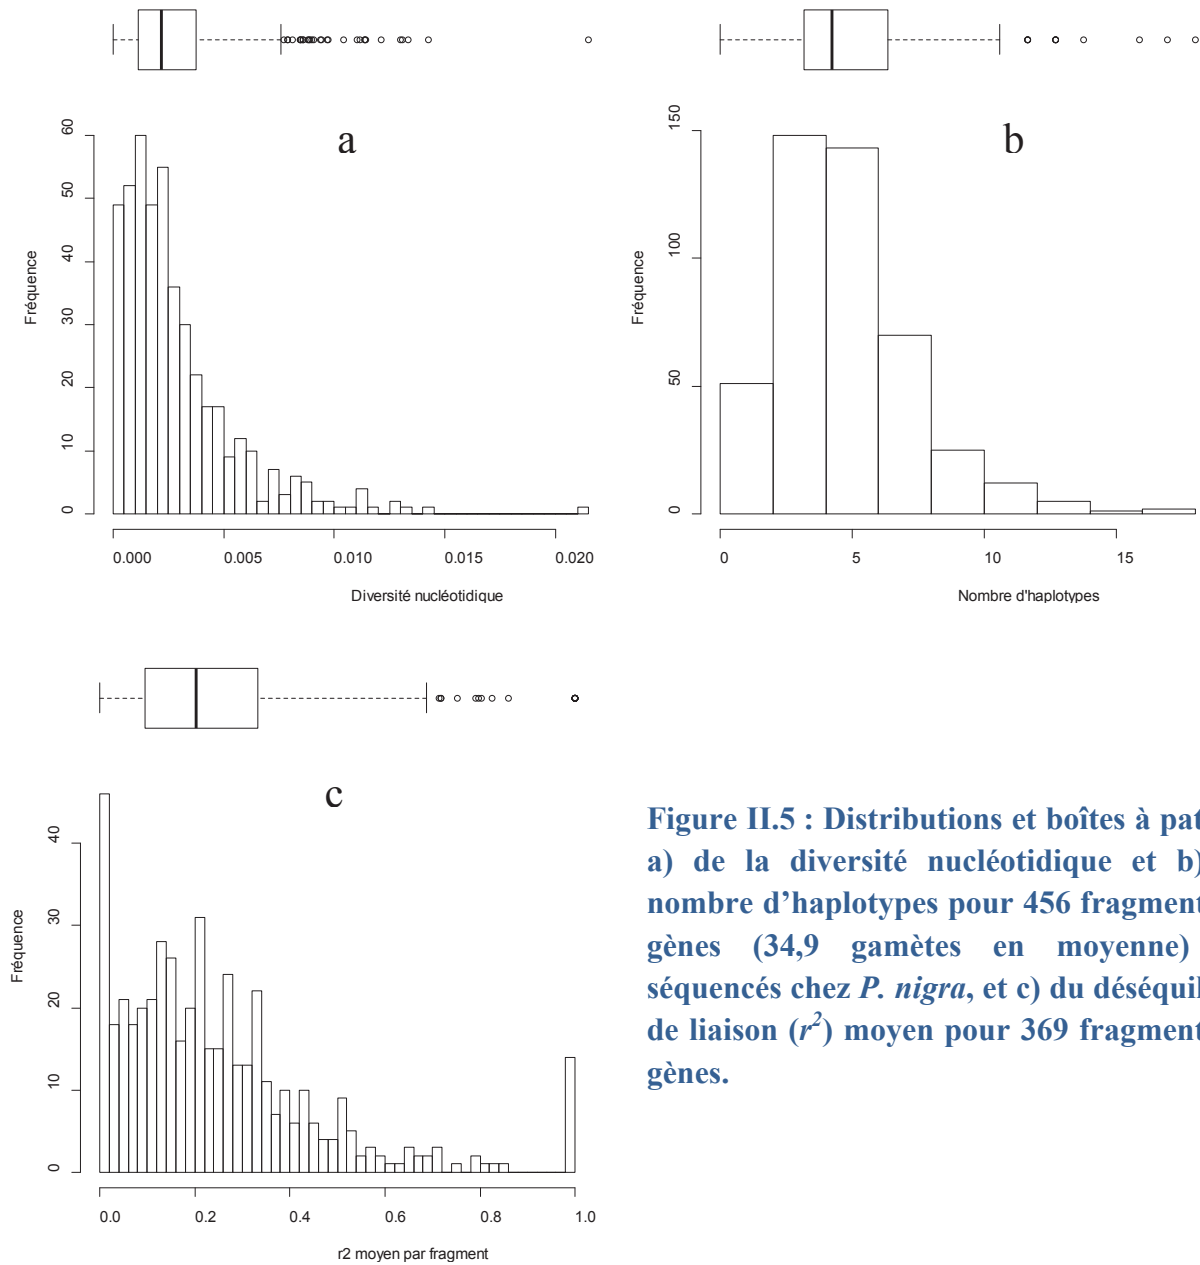 a
b
60
50
40
30
20
10
0
Fréquence
0.000 0.005 0.010 0.015 0.020
Diversité nucléotidique
150
100
50
0
Fréquence
0 5 10 15
Nombre d'haplotypes
c
40
30
20
10
0
Fréquence
0.0 0.2 0.4 0.6 0.8 1.0
r2 moyen par fragment
Figure II.5 : Distributions et boîtes à pat
a) de la diversité nucléotidique et b)
nombre d’haplotypes pour 456 fragment
gènes (34,9 gamètes en moyenne)
séquencés chez P. nigra, et c) du déséquil
de liaison (r²) moyen pour 369 fragment
gènes.